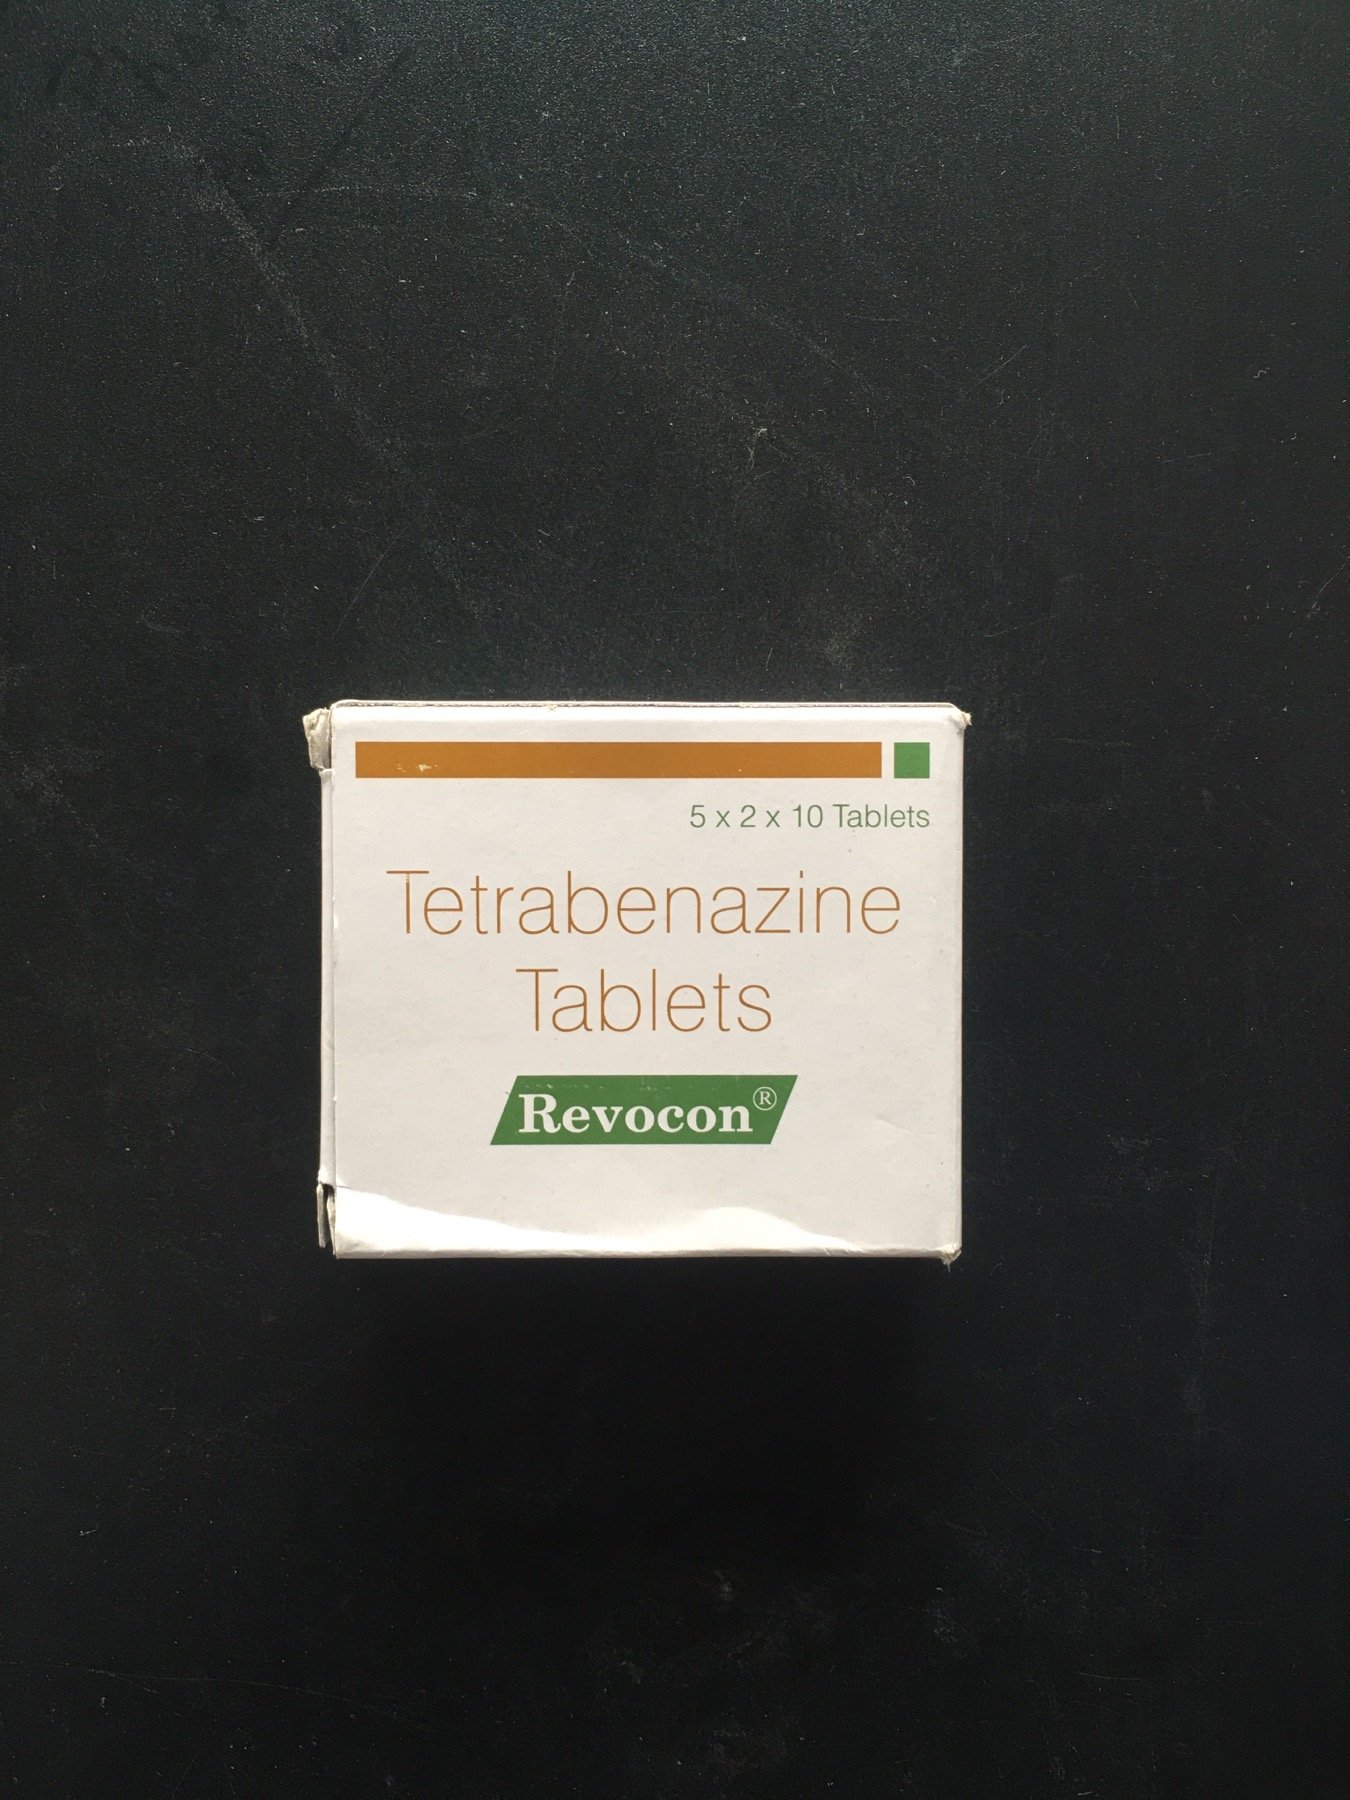 5 x 2 x 10 Tablets
Tetrabenazine
Tablets
Revocon®